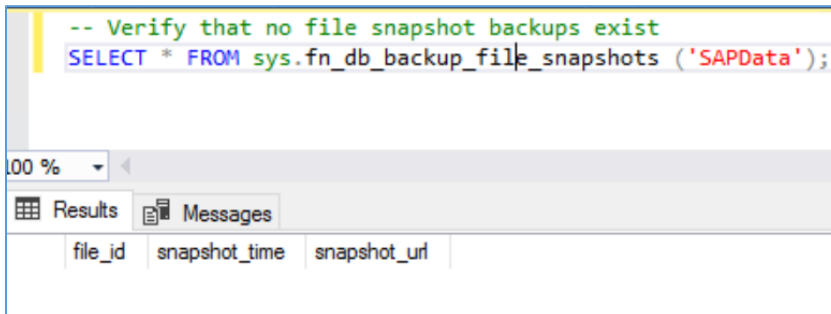 -- Verify that no file snapshot backups exist
SELECT * FROM sys.fn_db_backup_file_snapshots ('SAPData');
100 %
Results Messages
file_id snapshot_time snapshot_url